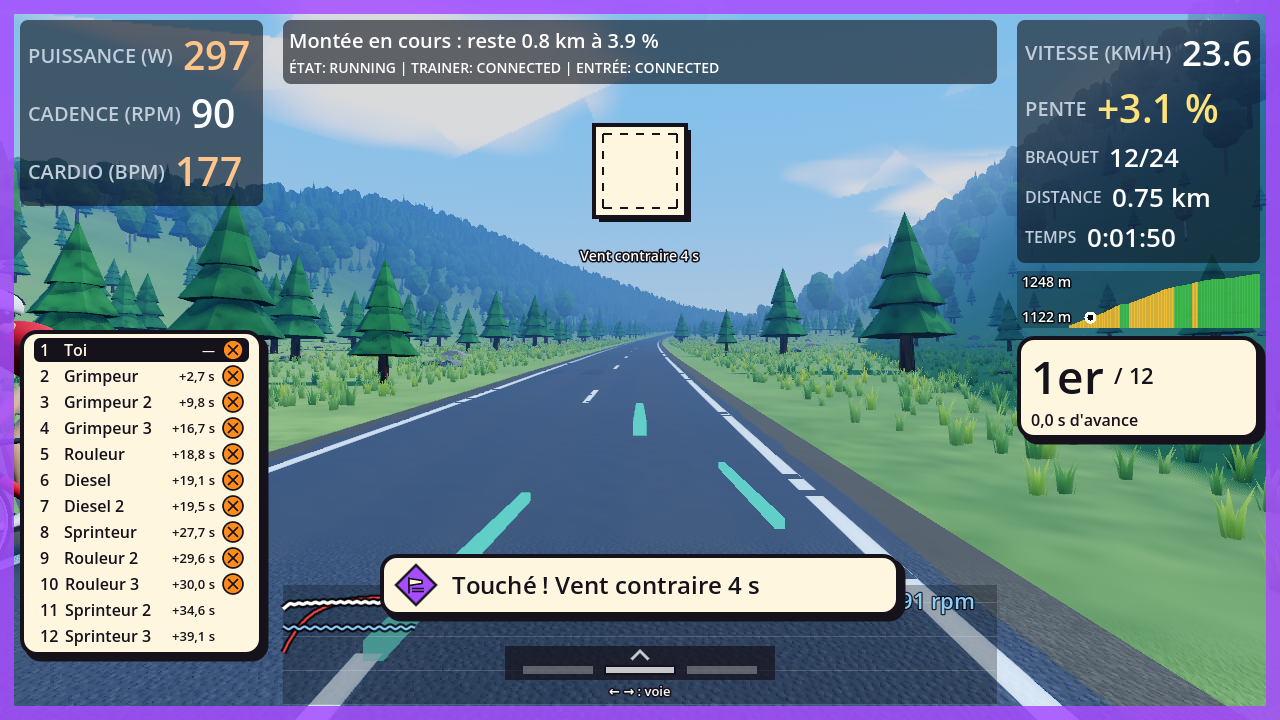 PUISSANCE (W) 297
CADENCE (RPM) 90
CARDIO (BPM) 177
Montée en cours : reste 0.8 km à 3.9 %
ÉTAT: RUNNING | TRAINER: CONNECTED | ENTRÉE: CONNECTED
VITESSE (KM/H) 23.6
PENTE +3.1 %
BRAQUET 12/24
DISTANCE 0.75 km
TEMPS 0:01:50
1248 m
1122 m
Vent contraire 4 s
1er / 12
0,0 s d'avance
1 Toi —
2 Grimpeur +2,7 s
3 Grimpeur 2 +9,8 s
4 Grimpeur 3 +16,7 s
5 Rouleur +18,8 s
6 Diesel +19,1 s
7 Diesel 2 +19,5 s
8 Sprinteur +27,7 s
9 Rouleur 2 +29,6 s
10 Rouleur 3 +30,0 s
11 Sprinteur 2 +34,6 s
12 Sprinteur 3 +39,1 s
Touché ! Vent contraire 4 s
91 rpm
← → : voie